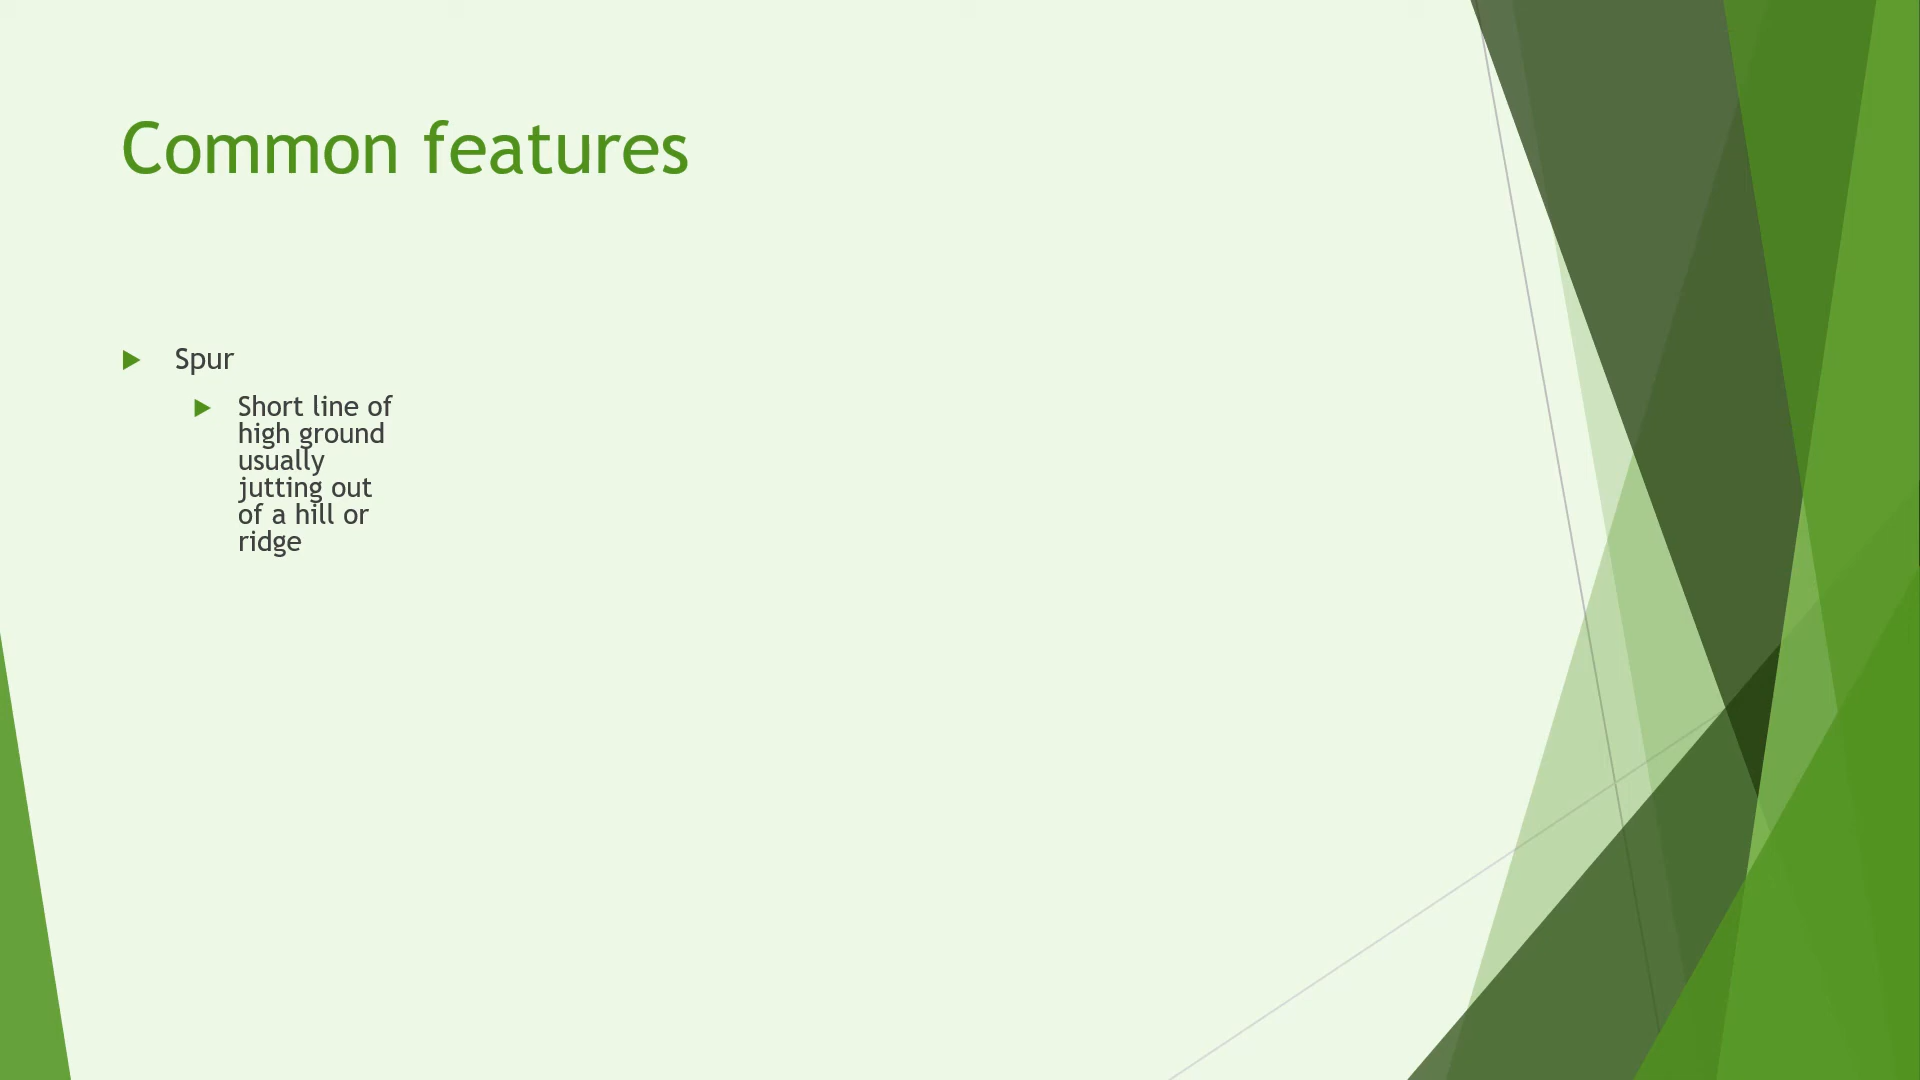 Common features
Spur
Short line of
high ground
usually
jutting out
of a hill or
ridge